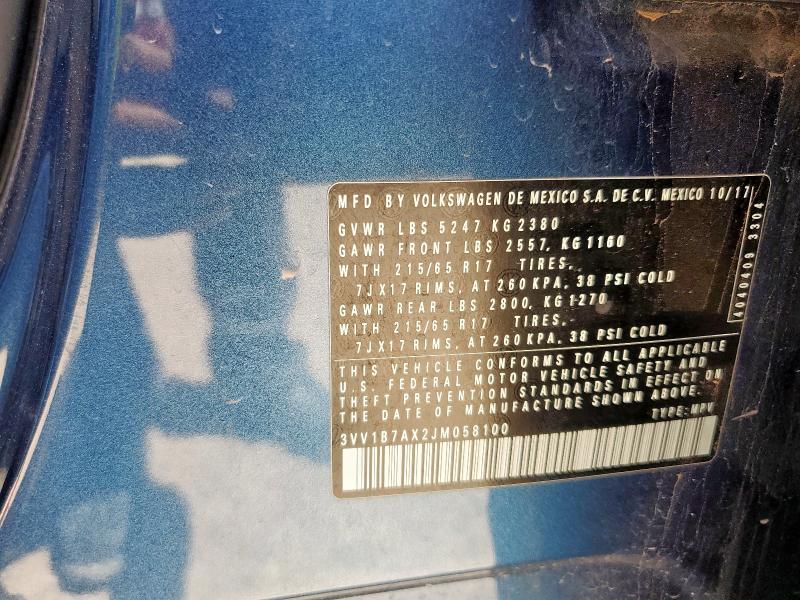 MFD BY VOLKSWAGEN DE MEXICO S.A. DE C.V. MEXICO 10/17
GVWR LBS 5247 KG 2380
GAWR FRONT LBS 2557, KG 1160
WITH 215/65 R17 TIRES,
7JX17 RIMS, AT 260 KPA, 38 PSI COLD
GAWR REAR LBS 2800, KG 1270
WITH 215/65 R17 TIRES,
7JX17 RIMS, AT 260 KPA, 38 PSI COLD
4040409 3304
THIS VEHICLE CONFORMS TO ALL APPLICABLE
U.S. FEDERAL MOTOR VEHICLE SAFETY AND
THEFT PREVENTION STANDARDS IN EFFECT ON
THE DATE OF MANUFACTURE SHOWN ABOVE.
TYPE: MPV
3VV1B7AX2JM058100